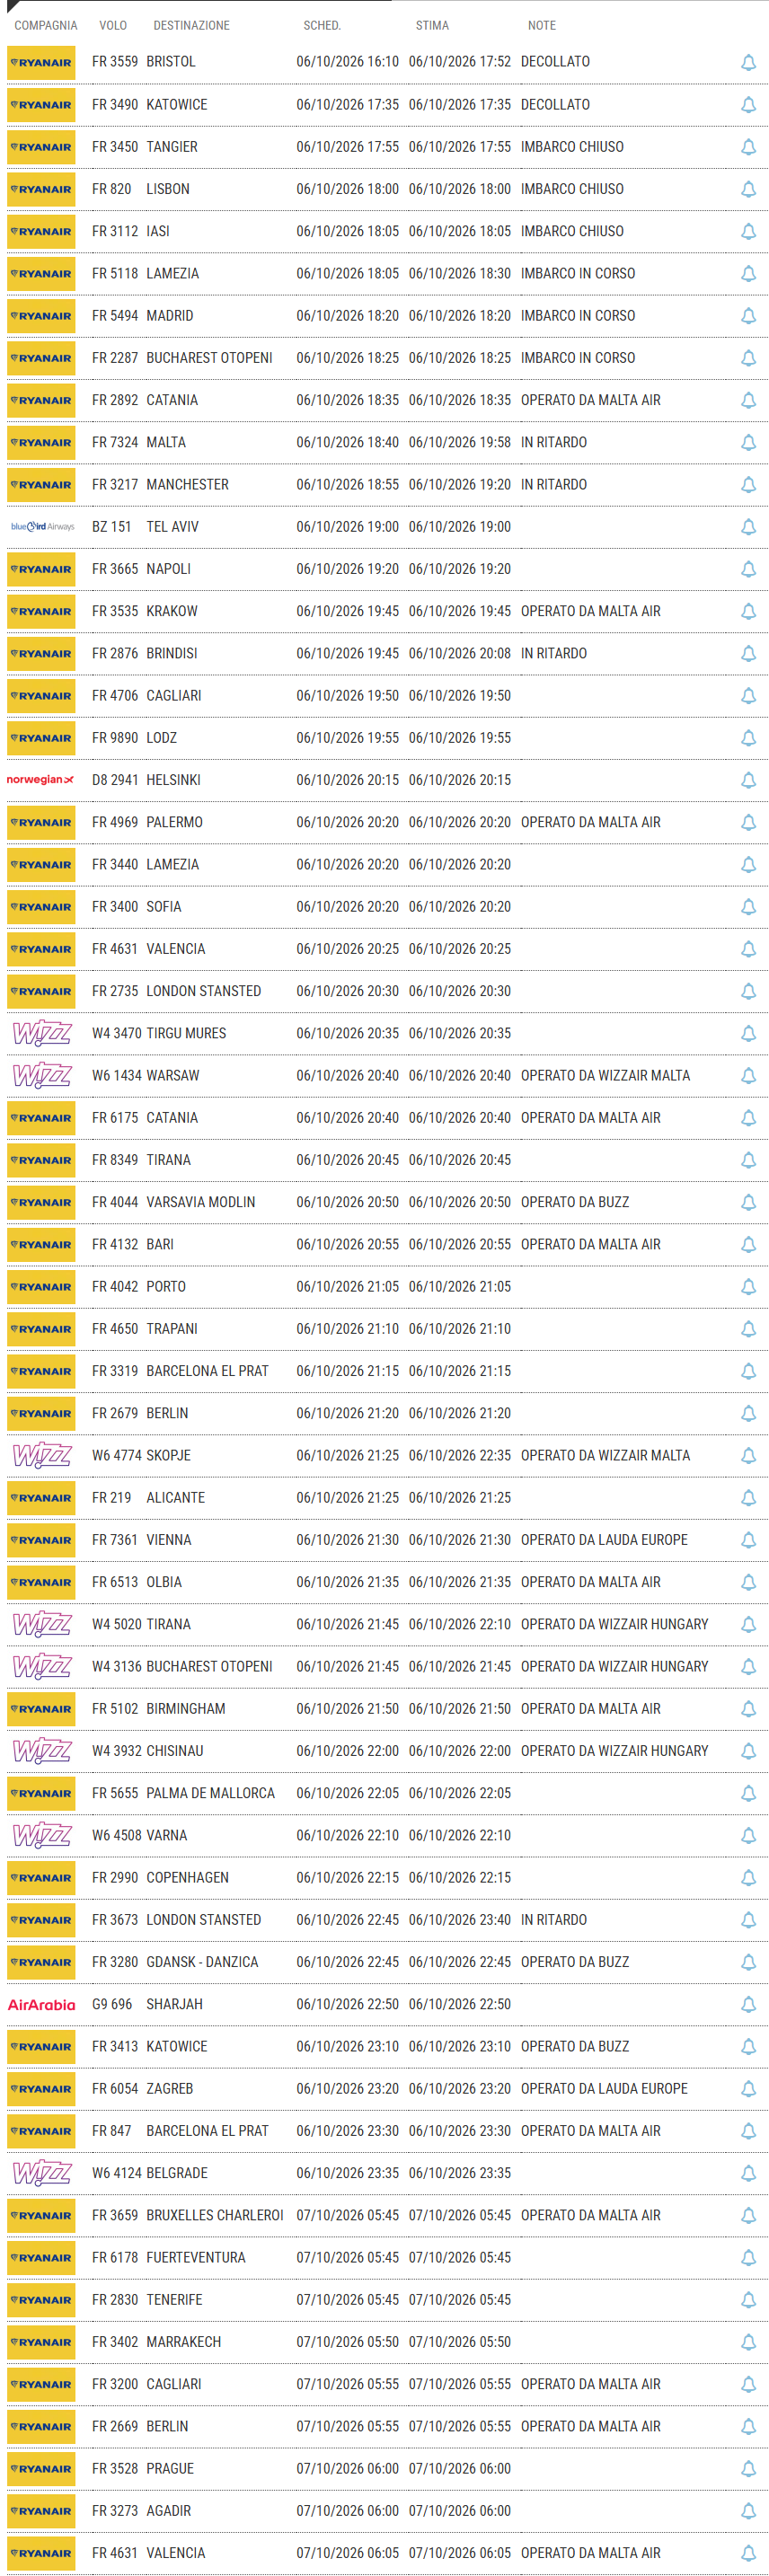 COMPAGNIA VOLO DESTINAZIONE SCHED. STIMA NOTE
RYANAIR FR 3559 BRISTOL 06/10/2026 16:10 06/10/2026 17:52 DECOLLATO
RYANAIR FR 3490 KATOWICE 06/10/2026 17:35 06/10/2026 17:35 DECOLLATO
RYANAIR FR 3450 TANGIER 06/10/2026 17:55 06/10/2026 17:55 IMBARCO CHIUSO
RYANAIR FR 820 LISBON 06/10/2026 18:00 06/10/2026 18:00 IMBARCO CHIUSO
RYANAIR FR 3112 IASI 06/10/2026 18:05 06/10/2026 18:05 IMBARCO CHIUSO
RYANAIR FR 5118 LAMEZIA 06/10/2026 18:05 06/10/2026 18:30 IMBARCO IN CORSO
RYANAIR FR 5494 MADRID 06/10/2026 18:20 06/10/2026 18:20 IMBARCO IN CORSO
RYANAIR FR 2287 BUCHAREST OTOPENI 06/10/2026 18:25 06/10/2026 18:25 IMBARCO IN CORSO
RYANAIR FR 2892 CATANIA 06/10/2026 18:35 06/10/2026 18:35 OPERATO DA MALTA AIR
RYANAIR FR 7324 MALTA 06/10/2026 18:40 06/10/2026 19:58 IN RITARDO
RYANAIR FR 3217 MANCHESTER 06/10/2026 18:55 06/10/2026 19:20 IN RITARDO
blueBird Airways BZ 151 TEL AVIV 06/10/2026 19:00 06/10/2026 19:00
RYANAIR FR 3665 NAPOLI 06/10/2026 19:20 06/10/2026 19:20
RYANAIR FR 3535 KRAKOW 06/10/2026 19:45 06/10/2026 19:45 OPERATO DA MALTA AIR
RYANAIR FR 2876 BRINDISI 06/10/2026 19:45 06/10/2026 20:08 IN RITARDO
RYANAIR FR 4706 CAGLIARI 06/10/2026 19:50 06/10/2026 19:50
RYANAIR FR 9890 LODZ 06/10/2026 19:55 06/10/2026 19:55
norwegian D8 2941 HELSINKI 06/10/2026 20:15 06/10/2026 20:15
RYANAIR FR 4969 PALERMO 06/10/2026 20:20 06/10/2026 20:20 OPERATO DA MALTA AIR
RYANAIR FR 3440 LAMEZIA 06/10/2026 20:20 06/10/2026 20:20
RYANAIR FR 3400 SOFIA 06/10/2026 20:20 06/10/2026 20:20
RYANAIR FR 4631 VALENCIA 06/10/2026 20:25 06/10/2026 20:25
RYANAIR FR 2735 LONDON STANSTED 06/10/2026 20:30 06/10/2026 20:30
Wizz W4 3470 TIRGU MURES 06/10/2026 20:35 06/10/2026 20:35
Wizz W6 1434 WARSAW 06/10/2026 20:40 06/10/2026 20:40 OPERATO DA WIZZAIR MALTA
RYANAIR FR 6175 CATANIA 06/10/2026 20:40 06/10/2026 20:40 OPERATO DA MALTA AIR
RYANAIR FR 8349 TIRANA 06/10/2026 20:45 06/10/2026 20:45
RYANAIR FR 4044 VARSAVIA MODLIN 06/10/2026 20:50 06/10/2026 20:50 OPERATO DA BUZZ
RYANAIR FR 4132 BARI 06/10/2026 20:55 06/10/2026 20:55 OPERATO DA MALTA AIR
RYANAIR FR 4042 PORTO 06/10/2026 21:05 06/10/2026 21:05
RYANAIR FR 4650 TRAPANI 06/10/2026 21:10 06/10/2026 21:10
RYANAIR FR 3319 BARCELONA EL PRAT 06/10/2026 21:15 06/10/2026 21:15
RYANAIR FR 2679 BERLIN 06/10/2026 21:20 06/10/2026 21:20
Wizz W6 4774 SKOPJE 06/10/2026 21:25 06/10/2026 22:35 OPERATO DA WIZZAIR MALTA
RYANAIR FR 219 ALICANTE 06/10/2026 21:25 06/10/2026 21:25
RYANAIR FR 7361 VIENNA 06/10/2026 21:30 06/10/2026 21:30 OPERATO DA LAUDA EUROPE
RYANAIR FR 6513 OLBIA 06/10/2026 21:35 06/10/2026 21:35 OPERATO DA MALTA AIR
Wizz W4 5020 TIRANA 06/10/2026 21:45 06/10/2026 22:10 OPERATO DA WIZZAIR HUNGARY
Wizz W4 3136 BUCHAREST OTOPENI 06/10/2026 21:45 06/10/2026 21:45 OPERATO DA WIZZAIR HUNGARY
RYANAIR FR 5102 BIRMINGHAM 06/10/2026 21:50 06/10/2026 21:50 OPERATO DA MALTA AIR
Wizz W4 3932 CHISINAU 06/10/2026 22:00 06/10/2026 22:00 OPERATO DA WIZZAIR HUNGARY
RYANAIR FR 5655 PALMA DE MALLORCA 06/10/2026 22:05 06/10/2026 22:05
Wizz W6 4508 VARNA 06/10/2026 22:10 06/10/2026 22:10
RYANAIR FR 2990 COPENHAGEN 06/10/2026 22:15 06/10/2026 22:15
RYANAIR FR 3673 LONDON STANSTED 06/10/2026 22:45 06/10/2026 23:40 IN RITARDO
RYANAIR FR 3280 GDANSK - DANZICA 06/10/2026 22:45 06/10/2026 22:45 OPERATO DA BUZZ
AirArabia G9 696 SHARJAH 06/10/2026 22:50 06/10/2026 22:50
RYANAIR FR 3413 KATOWICE 06/10/2026 23:10 06/10/2026 23:10 OPERATO DA BUZZ
RYANAIR FR 6054 ZAGREB 06/10/2026 23:20 06/10/2026 23:20 OPERATO DA LAUDA EUROPE
RYANAIR FR 847 BARCELONA EL PRAT 06/10/2026 23:30 06/10/2026 23:30 OPERATO DA MALTA AIR
Wizz W6 4124 BELGRADE 06/10/2026 23:35 06/10/2026 23:35
RYANAIR FR 3659 BRUXELLES CHARLEROI 07/10/2026 05:45 07/10/2026 05:45 OPERATO DA MALTA AIR
RYANAIR FR 6178 FUERTEVENTURA 07/10/2026 05:45 07/10/2026 05:45
RYANAIR FR 2830 TENERIFE 07/10/2026 05:45 07/10/2026 05:45
RYANAIR FR 3402 MARRAKECH 07/10/2026 05:50 07/10/2026 05:50
RYANAIR FR 3200 CAGLIARI 07/10/2026 05:55 07/10/2026 05:55 OPERATO DA MALTA AIR
RYANAIR FR 2669 BERLIN 07/10/2026 05:55 07/10/2026 05:55 OPERATO DA MALTA AIR
RYANAIR FR 3528 PRAGUE 07/10/2026 06:00 07/10/2026 06:00
RYANAIR FR 3273 AGADIR 07/10/2026 06:00 07/10/2026 06:00
RYANAIR FR 4631 VALENCIA 07/10/2026 06:05 07/10/2026 06:05 OPERATO DA MALTA AIR